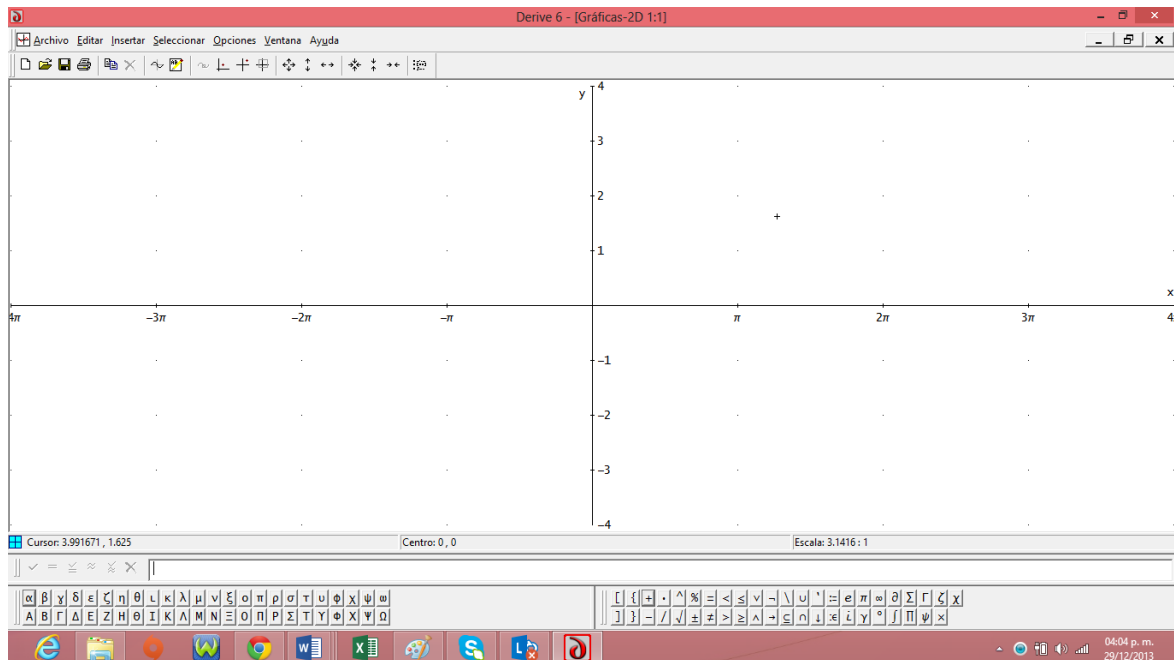 Derive 6 - [Gráficas-2D 1:1]
Archivo Editar Insertar Seleccionar Opciones Ventana Ayuda
y 4
3
2
1
x
4π −3π −2π −π π 2π 3π 4
−1
−2
−3
−4
Cursor: 3.991671 , 1.625 Centro: 0 , 0 Escala: 3.1416 : 1
α β γ δ ε ζ η θ ι κ λ μ ν ξ ο π ρ σ τ υ φ χ ψ ω [ { + · ^ % = < ≤ ∨ ¬ \ ∪ ' := e π ∞ ∂ Σ Γ ζ χ
Α Β Γ Δ Ε Ζ Η Θ Ι Κ Λ Μ Ν Ξ Ο Π Ρ Σ Τ Υ Φ Χ Ψ Ω ] } − / √ ± ≠ > ≥ ∧ → ⊆ ∩ ↓ :∈ i γ ° ∫ Π ψ ×
04:04 p. m.
29/12/2013